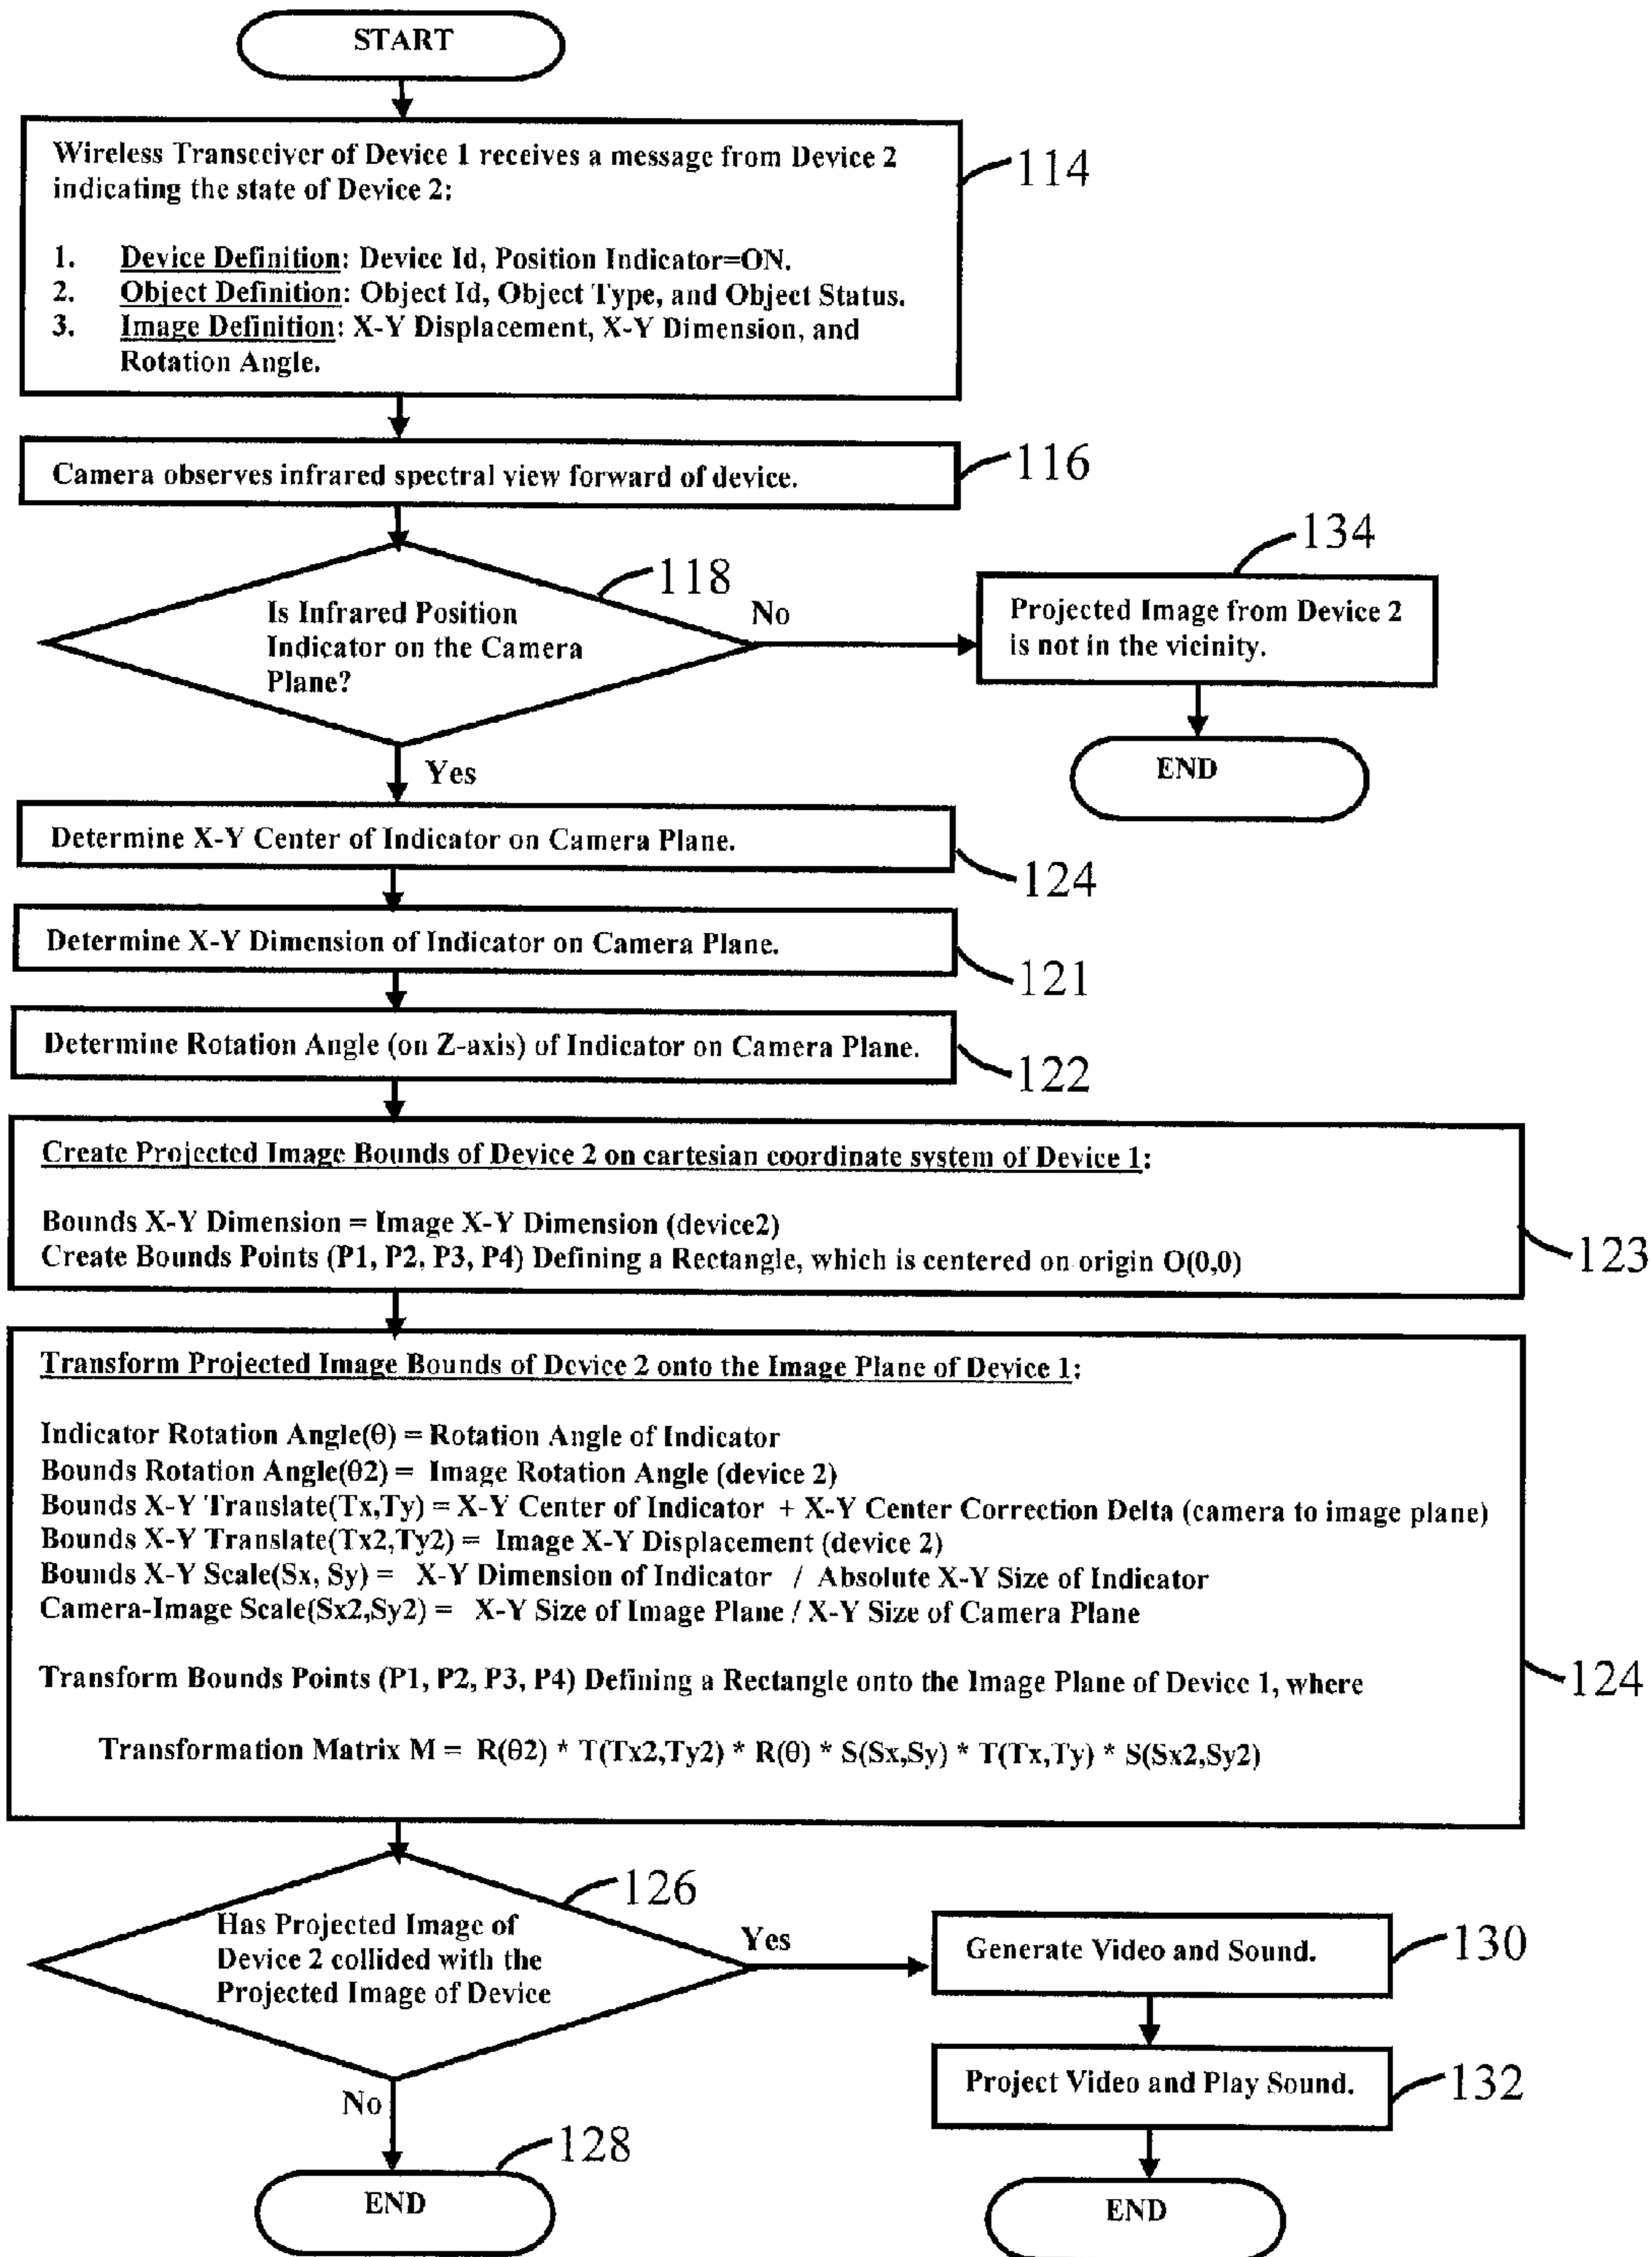 START
Wireless Transceiver of Device 1 receives a message from Device 2
indicating the state of Device 2:
114
1. Device Definition: Device Id, Position Indicator=ON.
2. Object Definition: Object Id, Object Type, and Object Status.
3. Image Definition: X-Y Displacement, X-Y Dimension, and
Rotation Angle.
Camera observes infrared spectral view forward of device.
116
Is Infrared Position
Indicator on the Camera
Plane?
118
No
Projected Image from Device 2
is not in the vicinity.
134
END
Yes
Determine X-Y Center of Indicator on Camera Plane.
124
Determine X-Y Dimension of Indicator on Camera Plane.
121
Determine Rotation Angle (on Z-axis) of Indicator on Camera Plane.
122
Create Projected Image Bounds of Device 2 on cartesian coordinate system of Device 1:
Bounds X-Y Dimension = Image X-Y Dimension (device2)
Create Bounds Points (P1, P2, P3, P4) Defining a Rectangle, which is centered on origin O(0,0)
123
Transform Projected Image Bounds of Device 2 onto the Image Plane of Device 1:
Indicator Rotation Angle(θ) = Rotation Angle of Indicator
Bounds Rotation Angle(θ2) = Image Rotation Angle (device 2)
Bounds X-Y Translate(Tx,Ty) = X-Y Center of Indicator + X-Y Center Correction Delta (camera to image plane)
Bounds X-Y Translate(Tx2,Ty2) = Image X-Y Displacement (device 2)
Bounds X-Y Scale(Sx, Sy) = X-Y Dimension of Indicator / Absolute X-Y Size of Indicator
Camera-Image Scale(Sx2,Sy2) = X-Y Size of Image Plane / X-Y Size of Camera Plane
Transform Bounds Points (P1, P2, P3, P4) Defining a Rectangle onto the Image Plane of Device 1, where
124
Transformation Matrix M = R(θ2) * T(Tx2,Ty2) * R(θ) * S(Sx,Sy) * T(Tx,Ty) * S(Sx2,Sy2)
Has Projected Image of
Device 2 collided with the
Projected Image of Device
126
Yes
Generate Video and Sound.
130
Project Video and Play Sound.
132
No
128
END
END